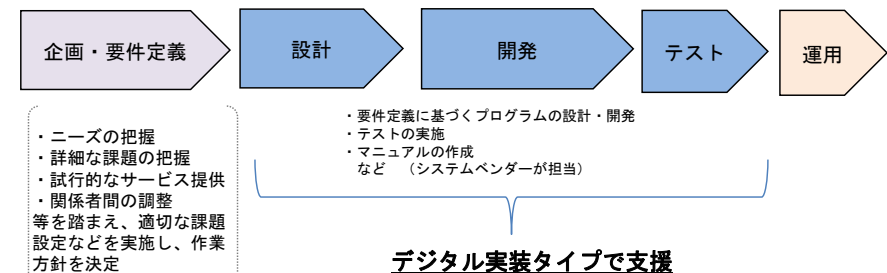 企画・要件定義
設計
開発
テスト
運用
・ニーズの把握
・詳細な課題の把握
・試行的なサービス提供
・関係者間の調整
等を踏まえ、適切な課題
設定などを実施し、作業
方針を決定
・要件定義に基づくプログラムの設計・開発
・テストの実施
・マニュアルの作成
など （システムベンダーが担当）
デジタル実装タイプで支援